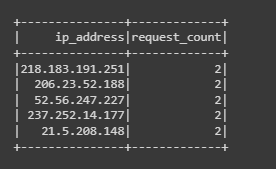 +---------------+-------------+
|     ip_address|request_count|
+---------------+-------------+
|218.183.191.251|            2|
|  206.23.52.188|            2|
|  52.56.247.227|            2|
| 237.252.14.177|            2|
|   21.5.208.148|            2|
+---------------+-------------+